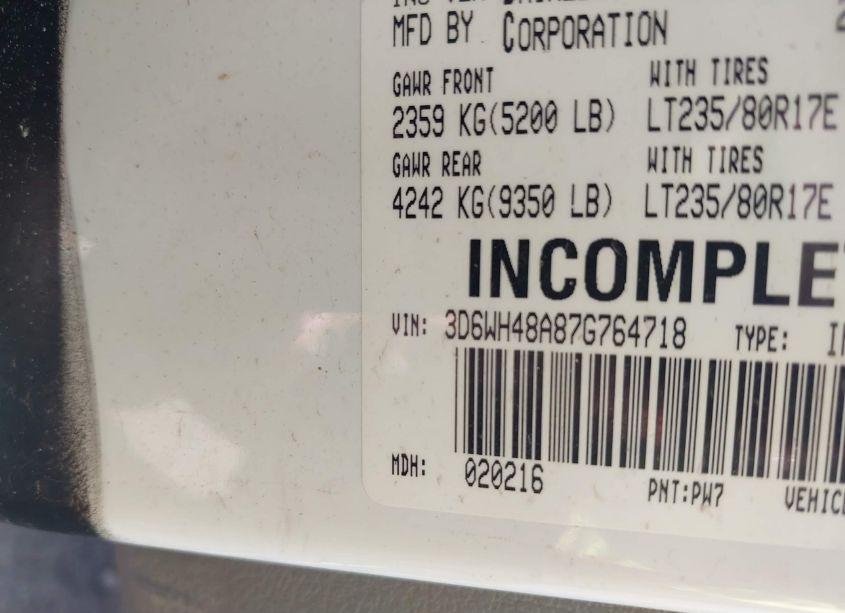 MFD BY CORPORATION
GAWR FRONT WITH TIRES
2359 KG(5200 LB) LT235/80R17E
GAWR REAR WITH TIRES
4242 KG(9350 LB) LT235/80R17E
INCOMPLE
VIN: 3D6WH48A87G764718 TYPE: I
MDH: 020216 PNT:PW7 VEHIC